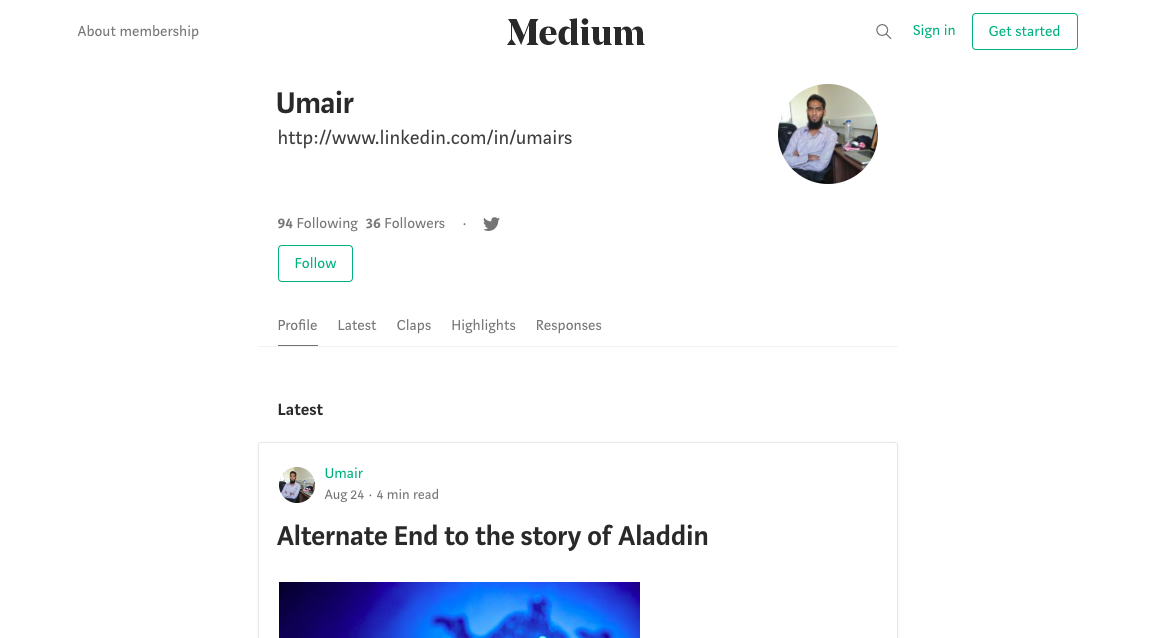 About membership
Medium
Sign in
Get started
Umair
http://www.linkedin.com/in/umairs
94 Following 36 Followers ·
Follow
Profile Latest Claps Highlights Responses
Latest
Umair
Aug 24 · 4 min read
Alternate End to the story of Aladdin